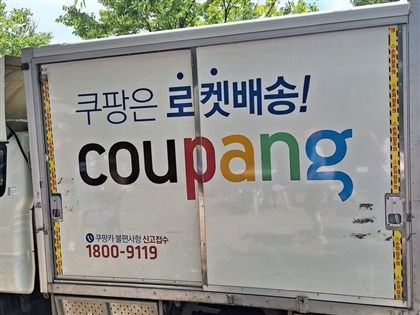 쿠팡은 로켓배송!
coupang
쿠팡카 불편사항 신고접수
1800-9119